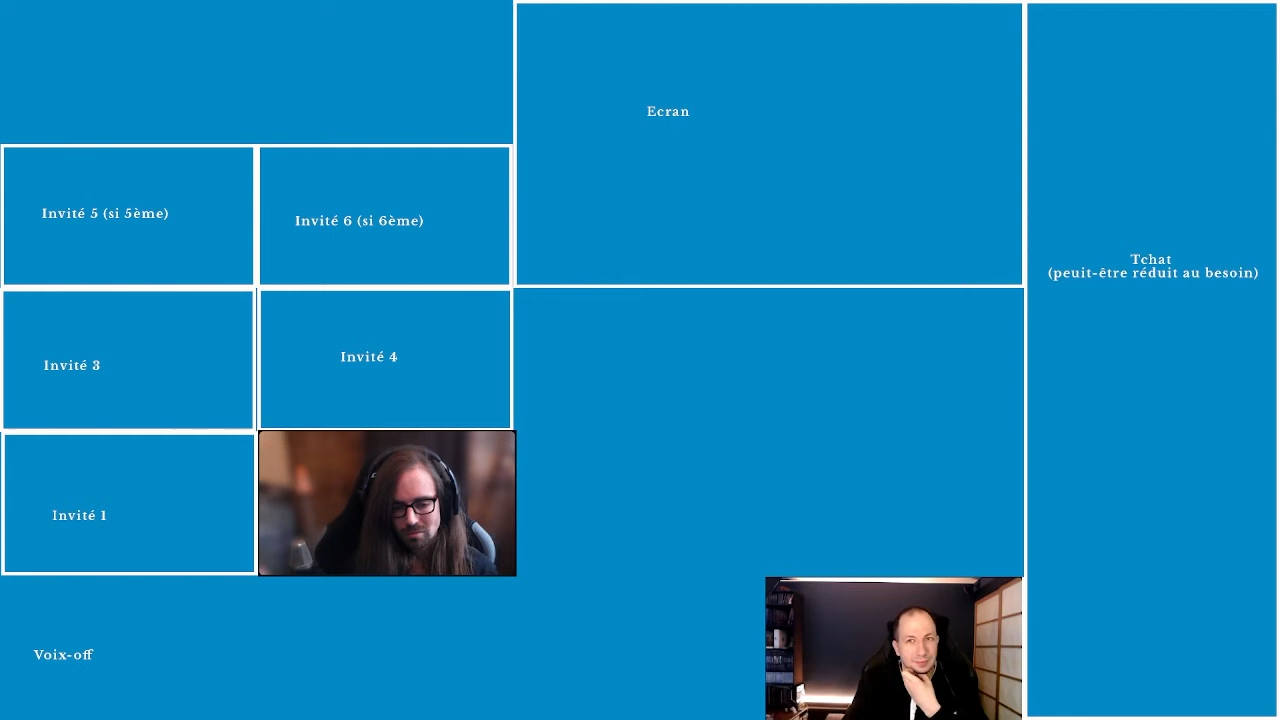 Ecran
Invité 5 (si 5ème)
Invité 6 (si 6ème)
Tchat
(peuit-être réduit au besoin)
Invité 3
Invité 4
Invité 1
Voix-off